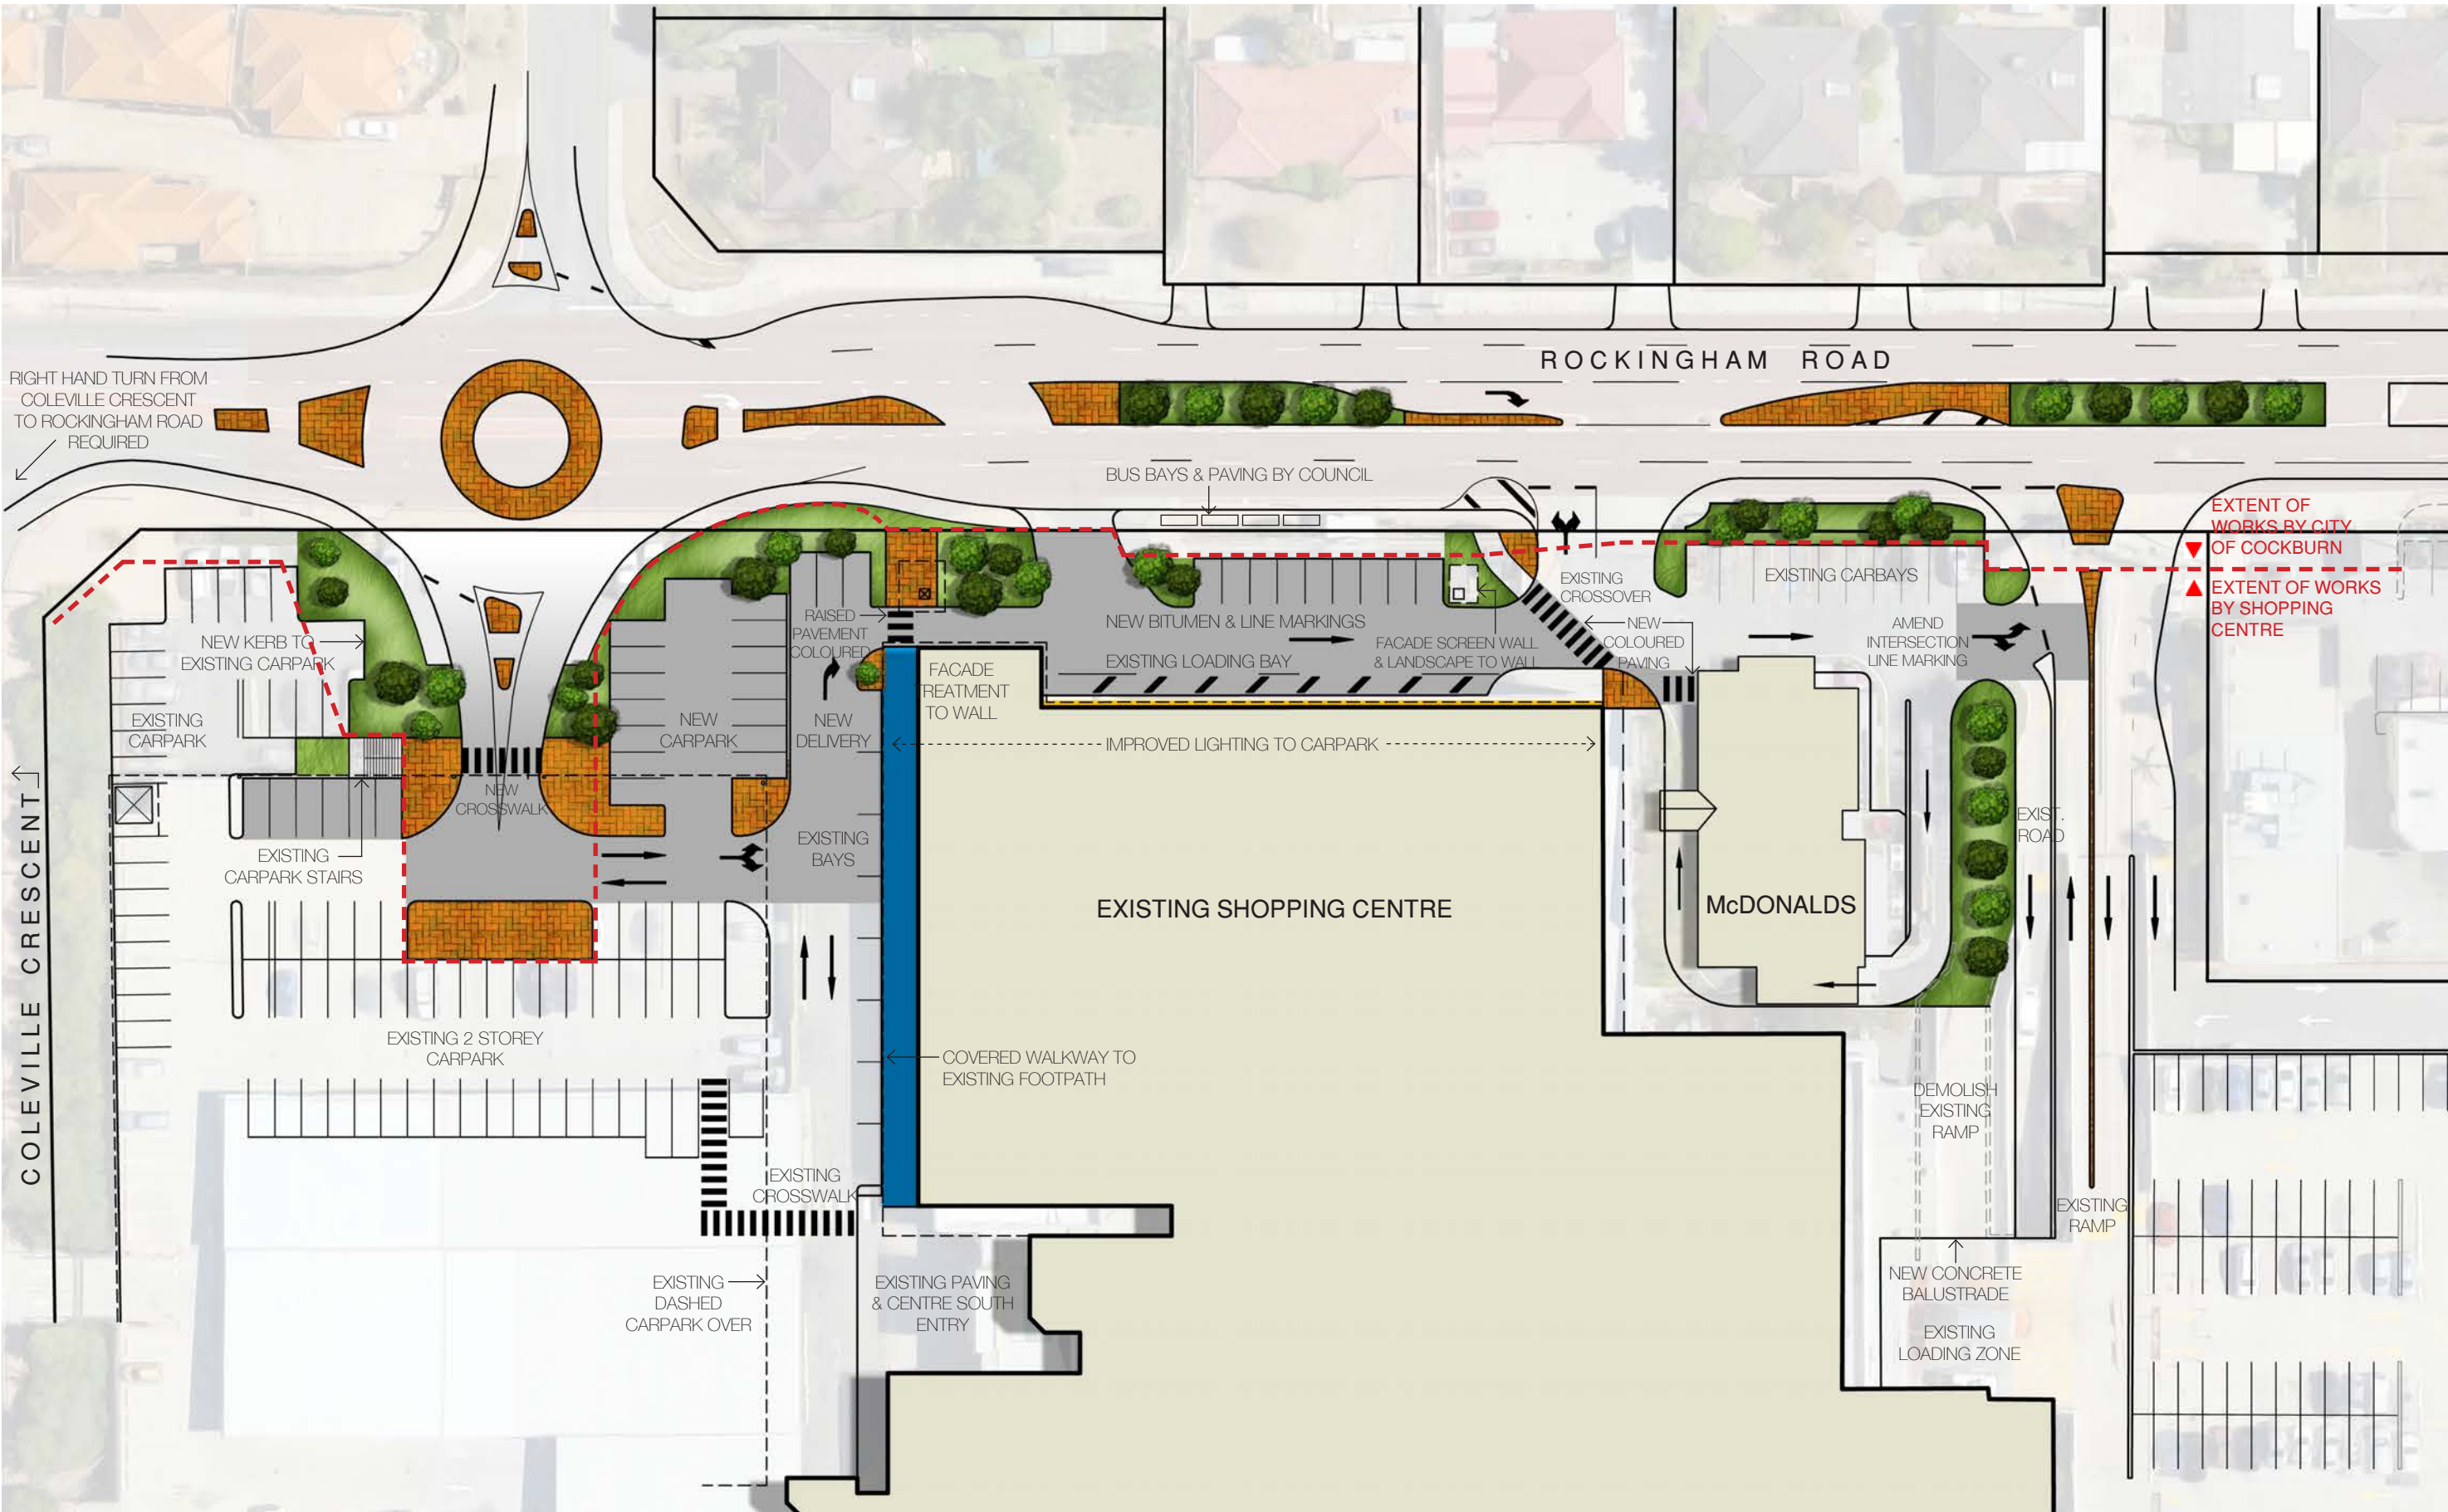 ROCKINGHAM ROAD
RIGHT HAND TURN FROM
COLEVILLE CRESCENT
TO ROCKINGHAM ROAD
REQUIRED
BUS BAYS & PAVING BY COUNCIL
EXTENT OF
WORKS BY CITY
OF COCKBURN
EXTENT OF WORKS
BY SHOPPING
CENTRE
EXISTING
CROSSOVER
EXISTING CARBAYS
RAISED
PAVEMENT
COLOURED
NEW BITUMEN & LINE MARKINGS
NEW
COLOURED
PAVING
AMEND
INTERSECTION
LINE MARKING
NEW KERB TO
EXISTING CARPARK
FACADE SCREEN WALL
& LANDSCAPE TO WALL
EXISTING LOADING BAY
FACADE
TREATMENT
TO WALL
EXISTING
CARPARK
NEW
CARPARK
NEW
DELIVERY
IMPROVED LIGHTING TO CARPARK
NEW
CROSSWALK
EXISTING
BAYS
EXIST.
ROAD
EXISTING
CARPARK STAIRS
COLEVILLE CRESCENT
EXISTING SHOPPING CENTRE
McDONALDS
EXISTING 2 STOREY
CARPARK
COVERED WALKWAY TO
EXISTING FOOTPATH
DEMOLISH
EXISTING
RAMP
EXISTING
CROSSWALK
EXISTING
RAMP
EXISTING
DASHED
CARPARK OVER
EXISTING PAVING
& CENTRE SOUTH
ENTRY
NEW CONCRETE
BALUSTRADE
EXISTING
LOADING ZONE